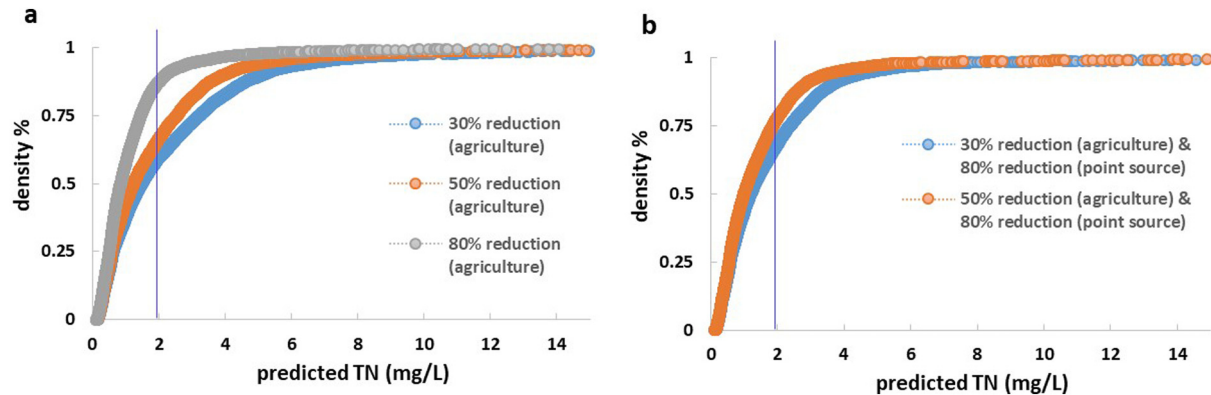 a
density %
1
0.75
0.5
0.25
0
0 2 4 6 8 10 12 14
predicted TN (mg/L)
30% reduction
(agriculture)
50% reduction
(agriculture)
80% reduction
(agriculture)
b
density %
1
0.75
0.5
0.25
0
0 2 4 6 8 10 12 14
predicted TN (mg/L)
30% reduction (agriculture) &
80% reduction (point source)
50% reduction (agriculture) &
80% reduction (point source)